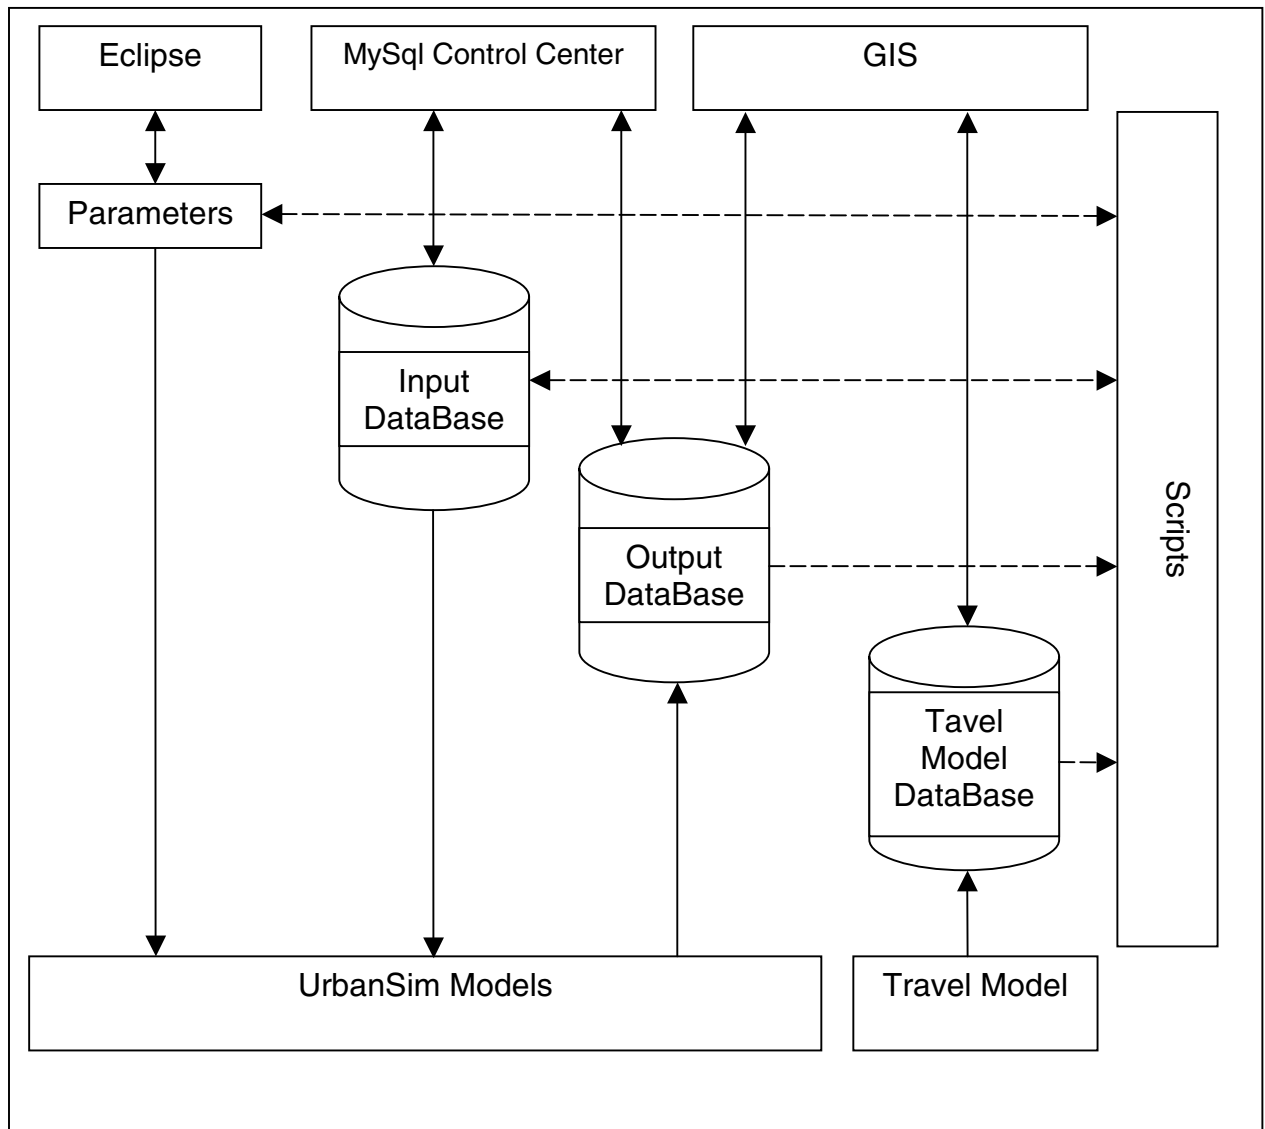 Eclipse
MySql Control Center
GIS
Parameters
Input
DataBase
Output
DataBase
Scripts
Tavel
Model
DataBase
UrbanSim Models
Travel Model